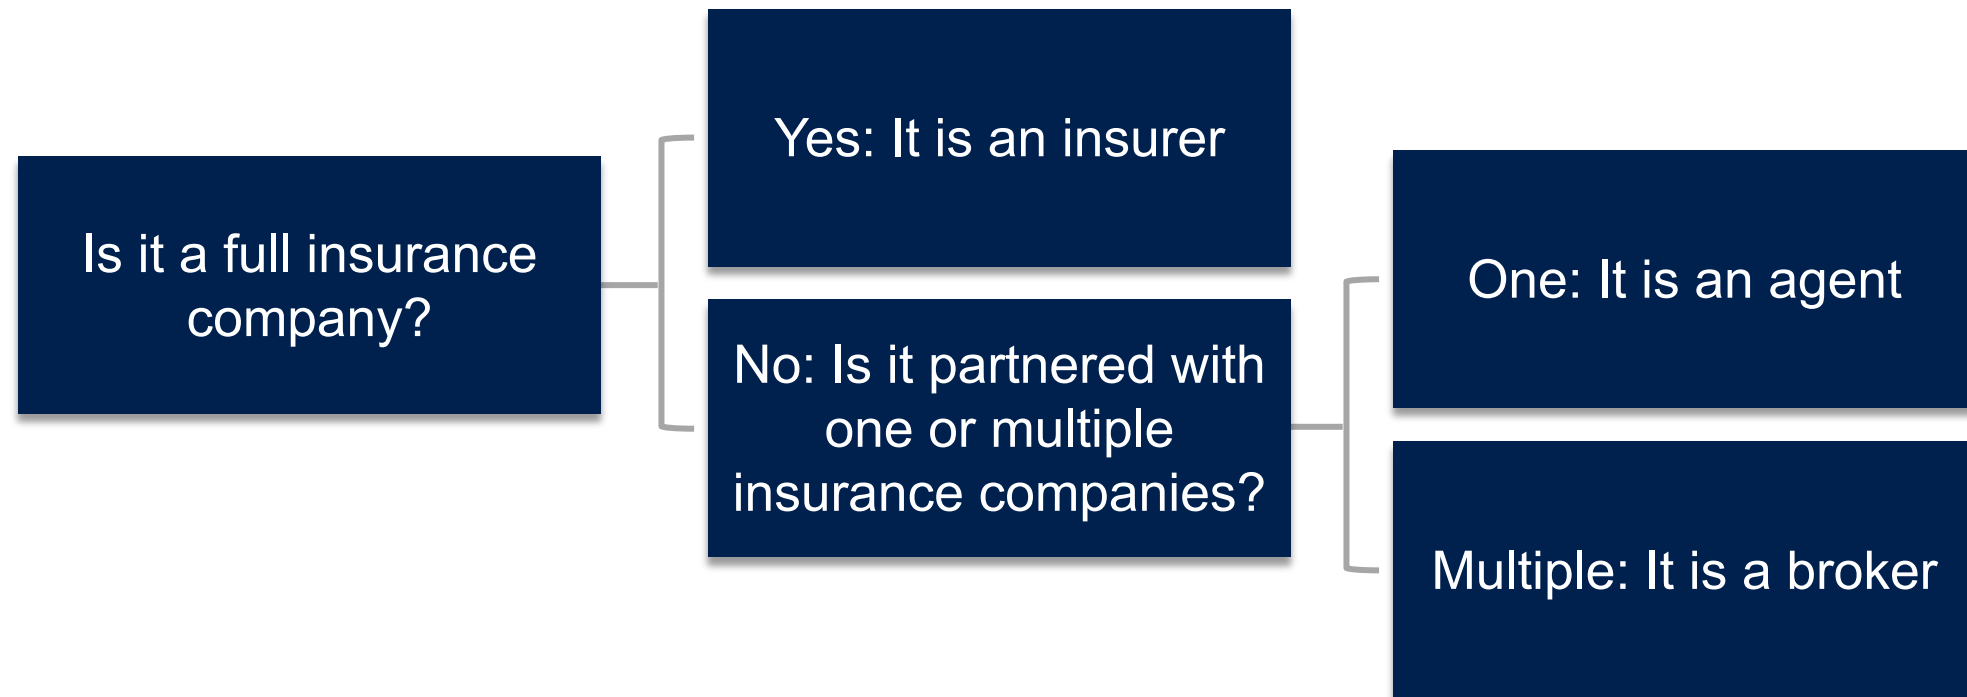 Is it a full insurance
company?
Yes: It is an insurer
No: Is it partnered with
one or multiple
insurance companies?
One: It is an agent
Multiple: It is a broker